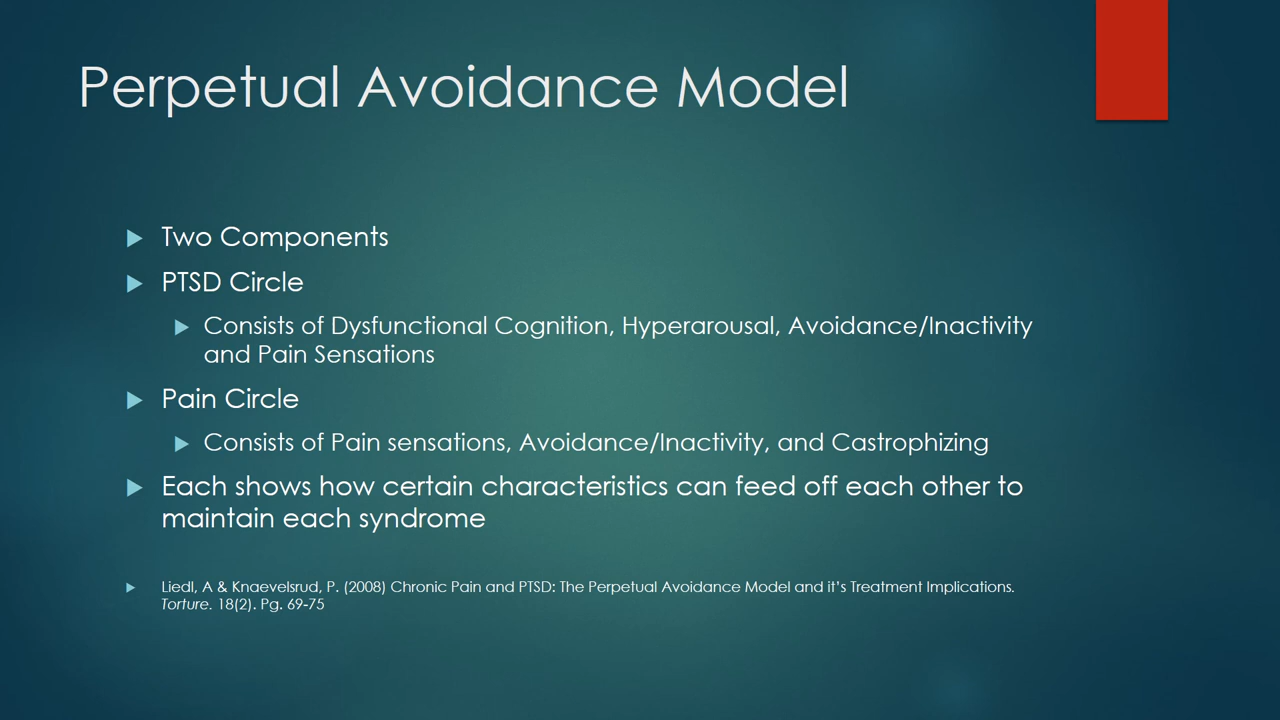 Perpetual Avoidance Model
Two Components
PTSD Circle
Consists of Dysfunctional Cognition, Hyperarousal, Avoidance/Inactivity
and Pain Sensations
Pain Circle
Consists of Pain sensations, Avoidance/Inactivity, and Castrophizing
Each shows how certain characteristics can feed off each other to
maintain each syndrome
Liedl, A & Knaevelsrud, P. (2008) Chronic Pain and PTSD: The Perpetual Avoidance Model and it's Treatment Implications.
Torture. 18(2). Pg. 69-75